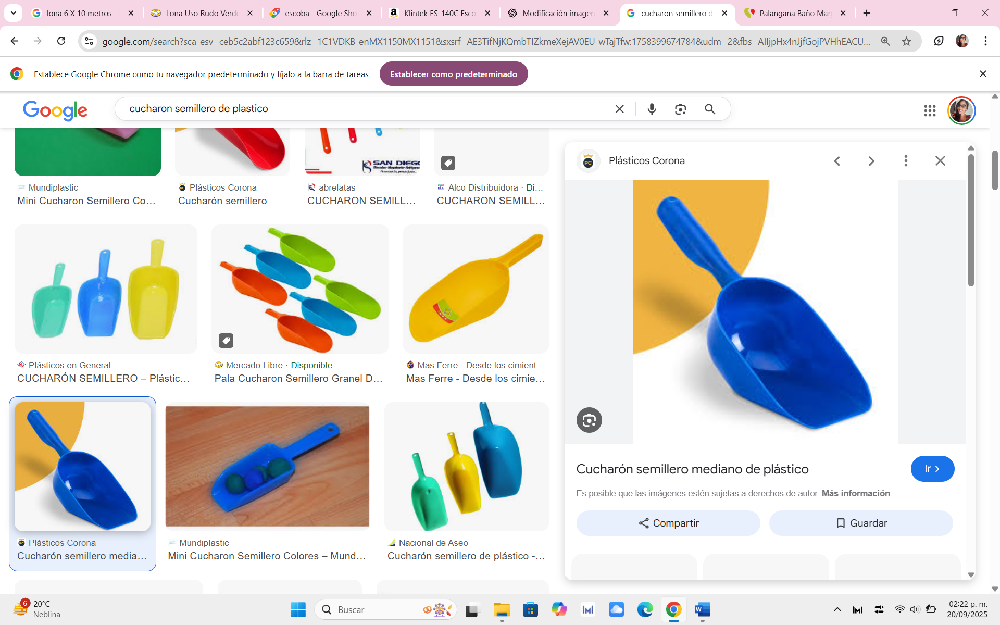 lona 6 X 10 metros -
Lona Uso Rudo Verde
escoba - Google Sho
Klintek ES-140C Esco
Modificación imagen
cucharon semillero d
Palangana Baño Mar
google.com/search?sca_esv=ceb5c2abf123c659&rlz=1C1VDKB_enMX1150MX1151&sxsrf=AE3TifNjKQmbTIZkmeXejAV0EU-wTajTfw:1758399674784&udm=2&fbs=AIIjpHx4nJjfGojPVHhEACU...
Establece Google Chrome como tu navegador predeterminado y fíjalo a la barra de tareas
Establecer como predeterminado
Google
cucharon semillero de plastico
SAN DIEGO
Mundiplastic
Mini Cucharon Semillero Co...
Plásticos Corona
Cucharón semillero
abrelatas
CUCHARON SEMILL...
Alco Distribuidora · Di...
CUCHARON SEMILL...
Plásticos en General
CUCHARÓN SEMILLERO – Plástic...
Mercado Libre · Disponible
Pala Cucharon Semillero Granel D...
Mas Ferre - Desde los cimient...
Mas Ferre - Desde los cimie...
Plásticos Corona
Cucharón semillero media...
Mundiplastic
Mini Cucharon Semillero Colores – Mund...
Nacional de Aseo
Cucharón semillero de plástico -...
PC
Plásticos Corona
Cucharón semillero mediano de plástico
Ir
Es posible que las imágenes estén sujetas a derechos de autor. Más información
Compartir
Guardar
6
20°C
Neblina
Buscar
02:22 p. m.
20/09/2025